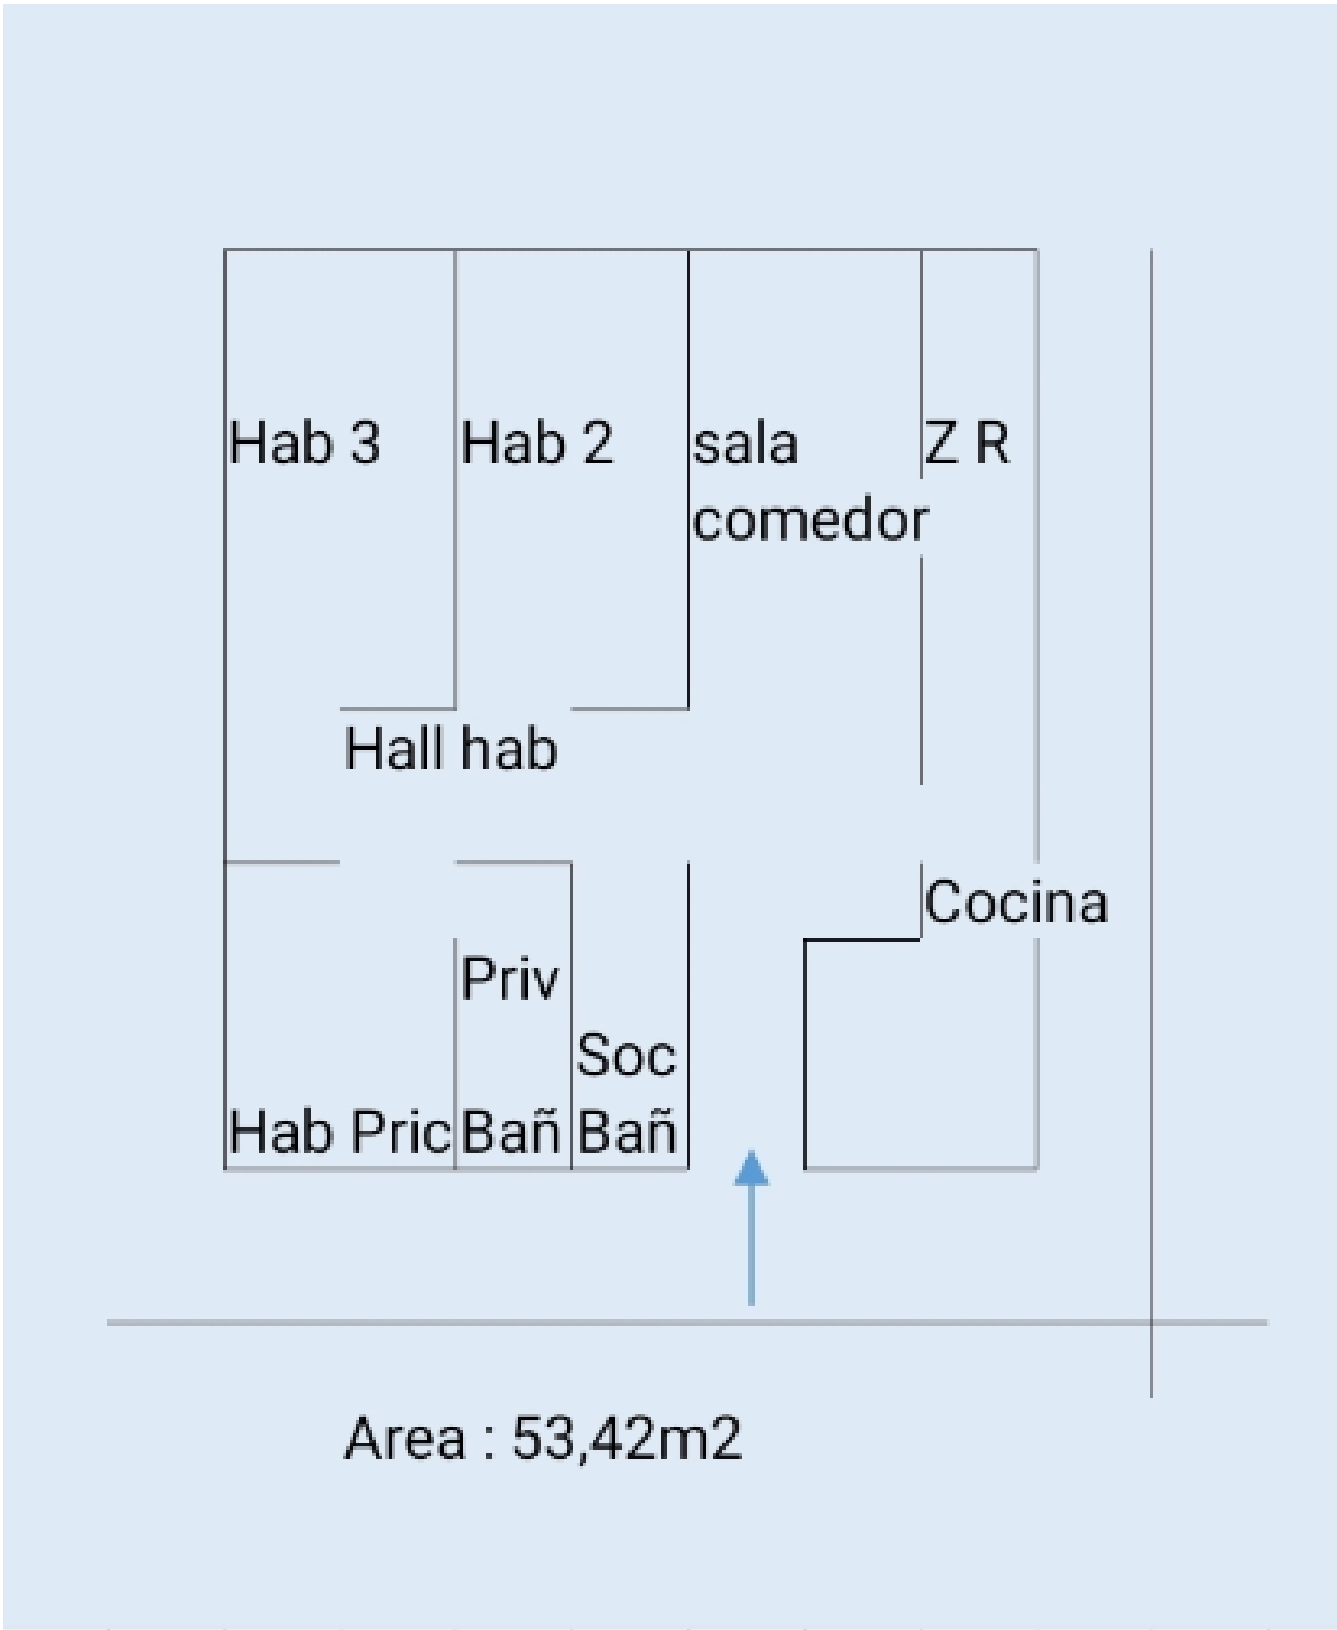 Hab 3 Hab 2 sala Z R
comedor
Hall hab
Cocina
Priv
Soc
Hab Pric Bañ Bañ
Area : 53,42m2